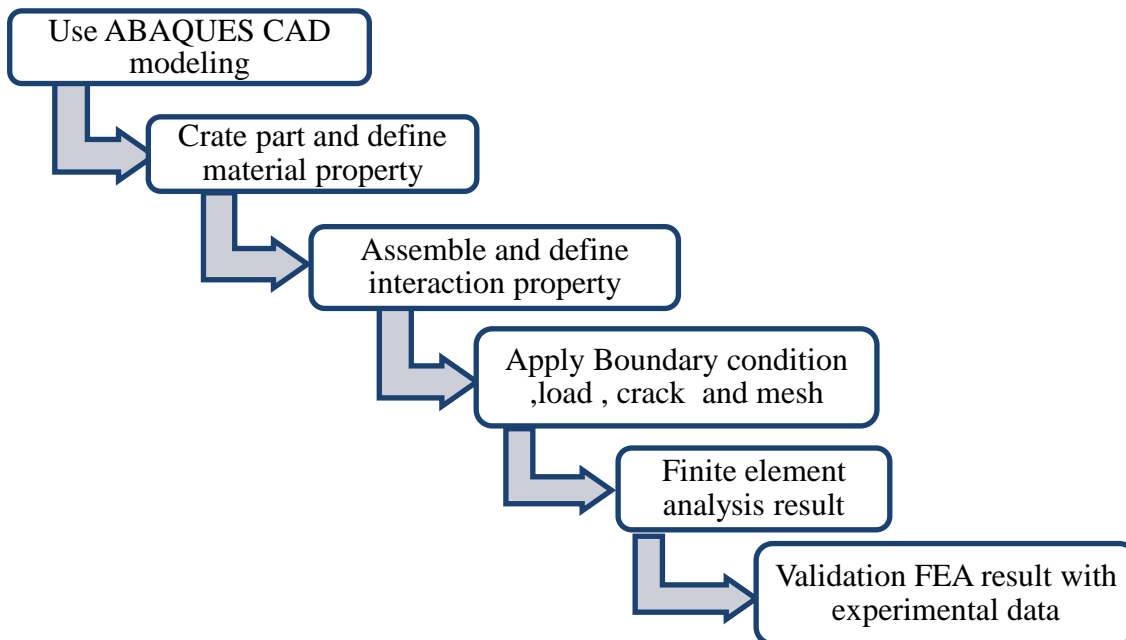 Use ABAQUES CAD
modeling
Crate part and define
material property
Assemble and define
interaction property
Apply Boundary condition
,load , crack  and mesh
Finite element
analysis result
Validation FEA result with
experimental data